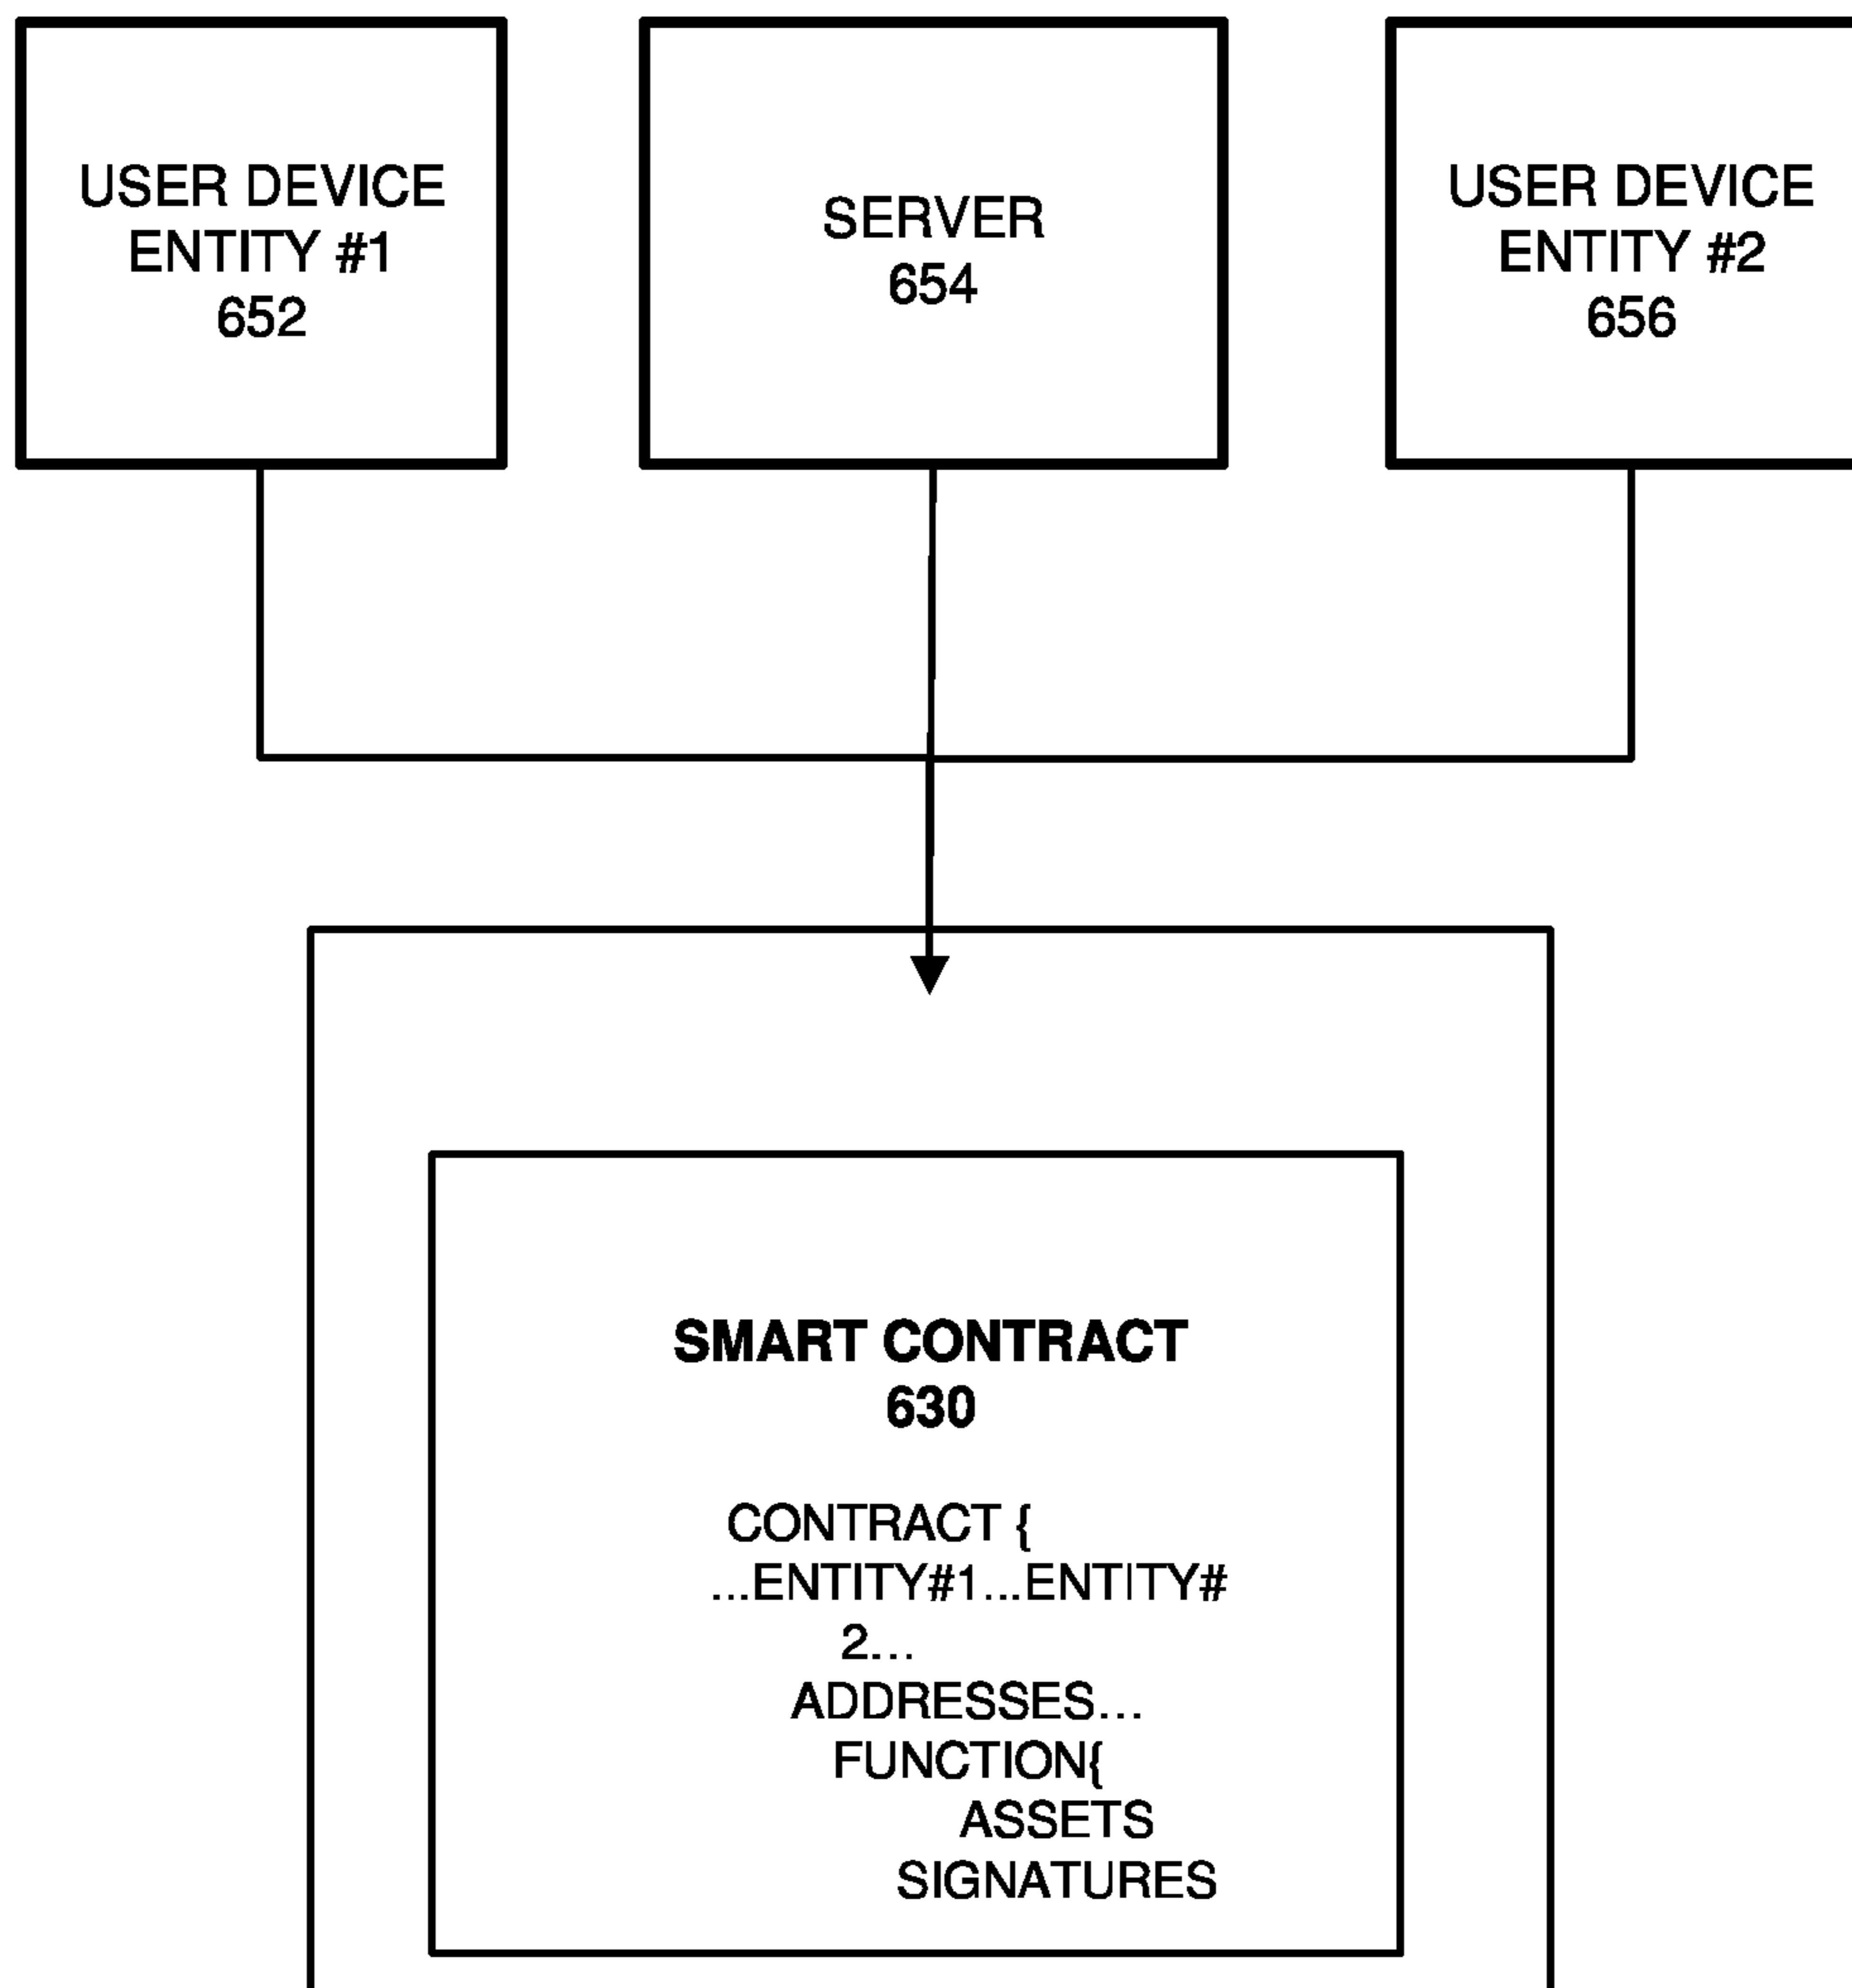 USER DEVICE
ENTITY #1
652
SERVER
654
USER DEVICE
ENTITY #2
656
SMART CONTRACT
630
CONTRACT {
...ENTITY#1...ENTITY#
2...
ADDRESSES...
FUNCTION{
ASSETS
SIGNATURES